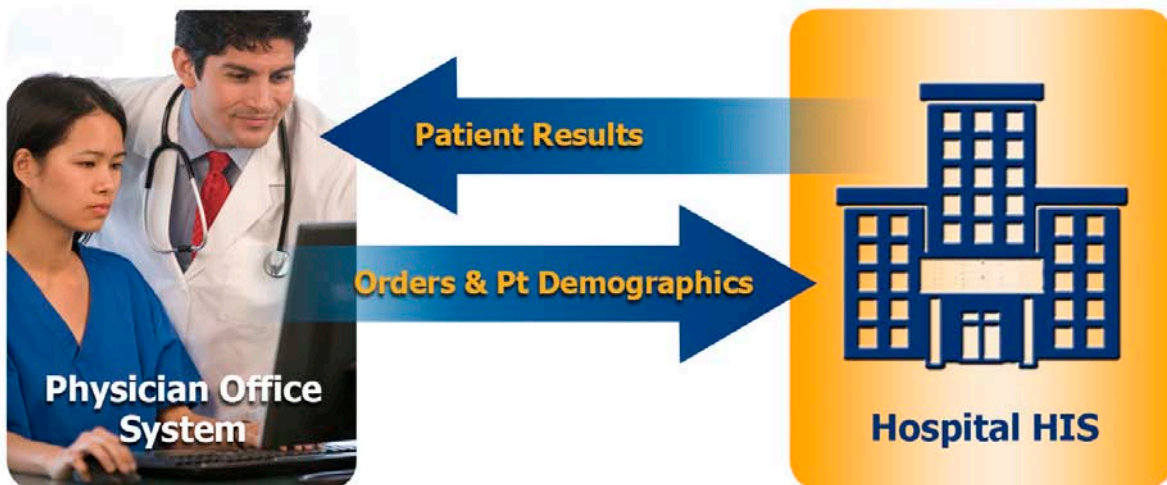 Patient Results
Orders & Pt Demographics
Physician Office
System
Hospital HIS